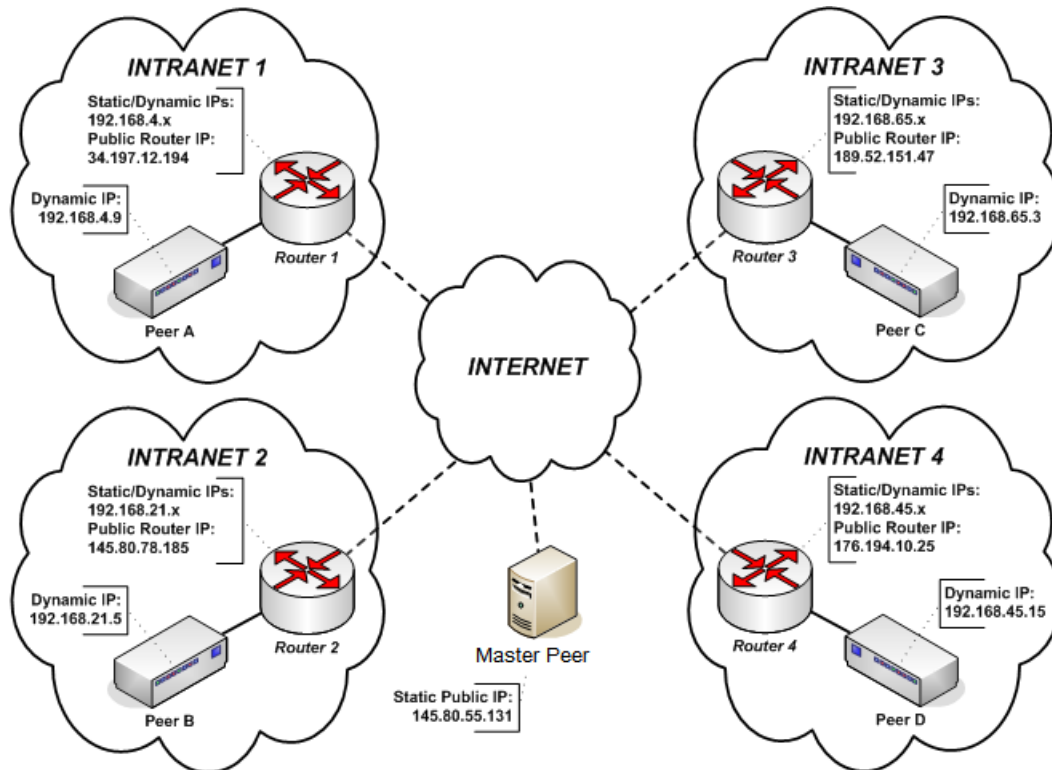 INTRANET 1
Static/Dynamic IPs:
192.168.4.x
Public Router IP:
34.197.12.194
Dynamic IP:
192.168.4.9
Router 1
Peer A
INTRANET 3
Static/Dynamic IPs:
192.168.65.x
Public Router IP:
189.52.151.47
Dynamic IP:
192.168.65.3
Router 3
Peer C
INTERNET
INTRANET 2
Static/Dynamic IPs:
192.168.21.x
Public Router IP:
145.80.78.185
Dynamic IP:
192.168.21.5
Router 2
Peer B
Master Peer
Static Public IP:
145.80.55.131
INTRANET 4
Static/Dynamic IPs:
192.168.45.x
Public Router IP:
176.194.10.25
Dynamic IP:
192.168.45.15
Router 4
Peer D